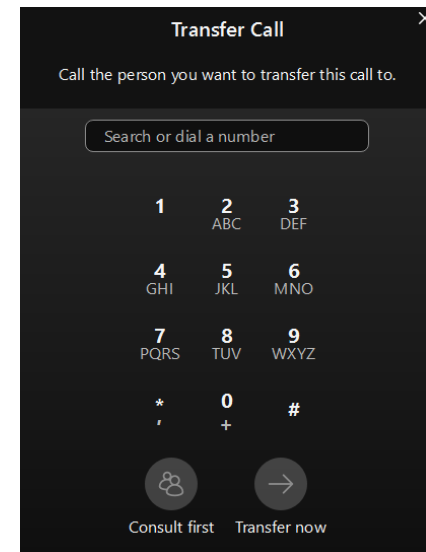 Transfer Call
Call the person you want to transfer this call to.
Search or dial a number
1 2 3
ABC DEF
4 5 6
GHI JKL MNO
7 8 9
PQRS TUV WXYZ
* 0 #
, +
Consult first Transfer now